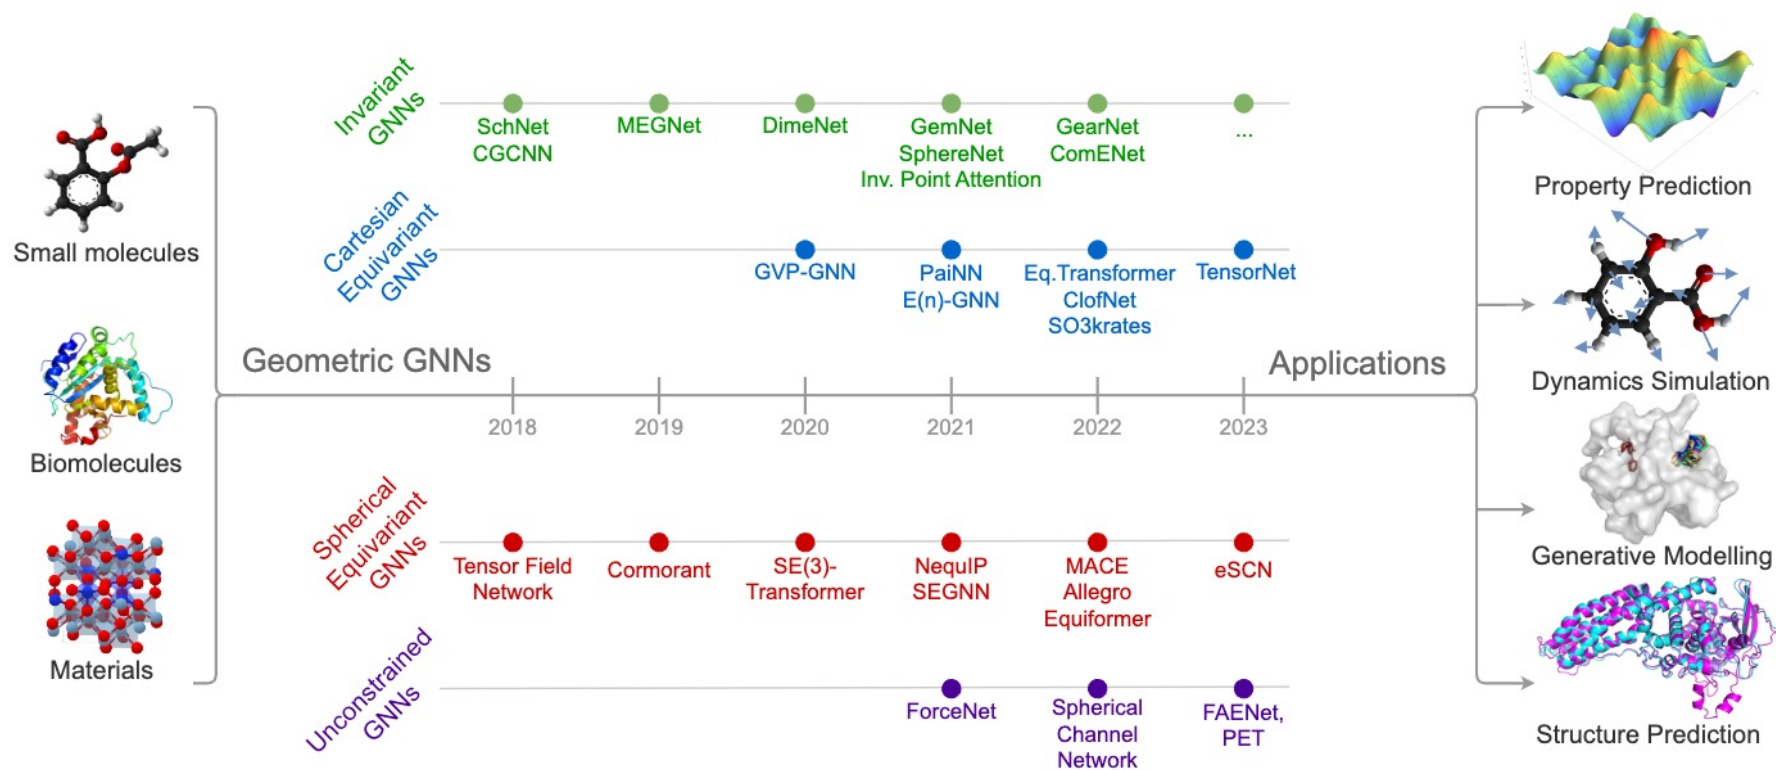 Small molecules
Biomolecules
Materials
Geometric GNNs
Applications
Invariant
GNNs
SchNet
CGCNN
MEGNet
DimeNet
GemNet
SphereNet
Inv. Point Attention
GearNet
ComENet
...
Cartesian
Equivariant
GNNs
GVP-GNN
PaiNN
E(n)-GNN
Eq.Transformer
ClofNet
SO3krates
TensorNet
2018
2019
2020
2021
2022
2023
Spherical
Equivariant
GNNs
Tensor Field
Network
Cormorant
SE(3)-
Transformer
NequIP
SEGNN
MACE
Allegro
Equiformer
eSCN
Unconstrained
GNNs
ForceNet
Spherical
Channel
Network
FAENet,
PET
Property Prediction
Dynamics Simulation
Generative Modelling
Structure Prediction